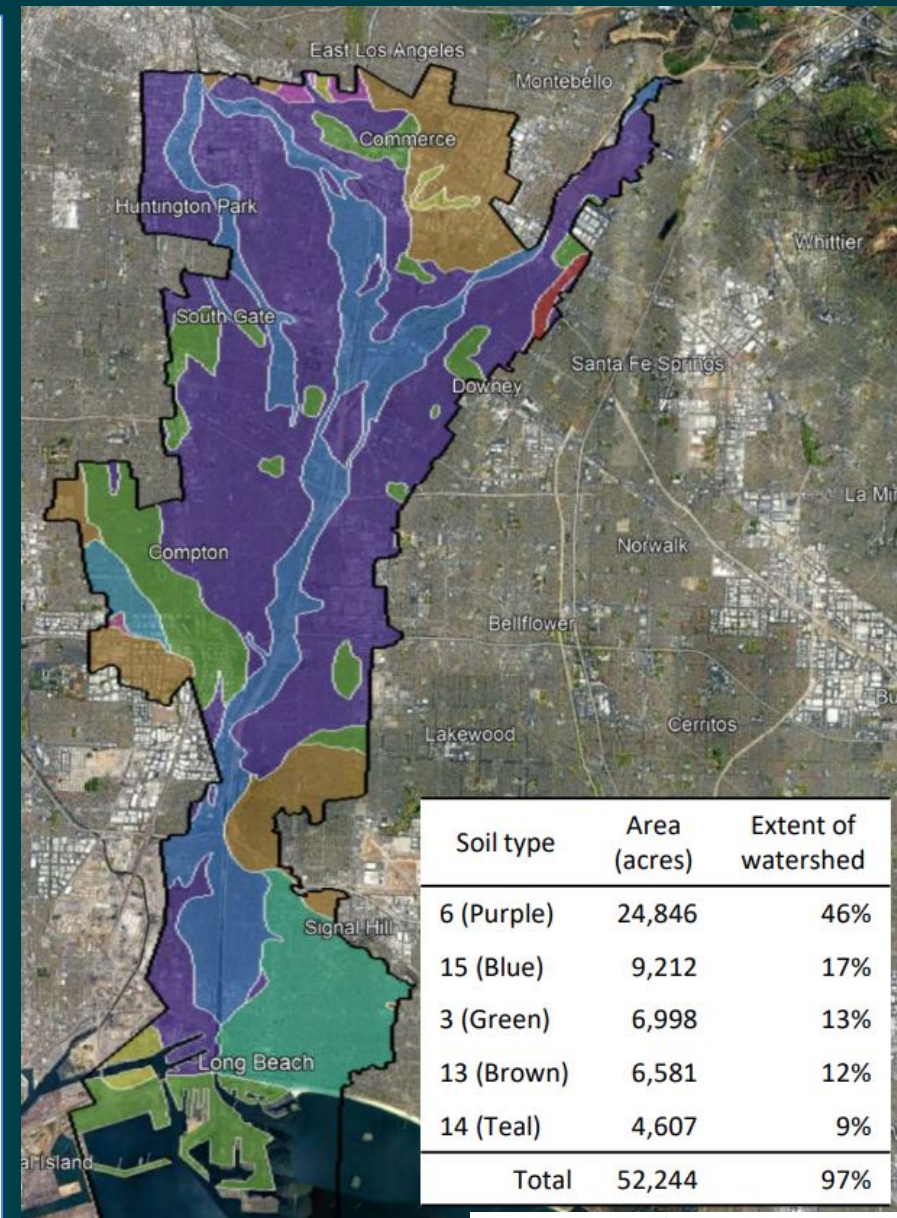 East Los Angeles
Montebello
Commerce
Huntington Park
Whittier
South Gate
Santa Fe Springs
Downey
La Mi
Norwalk
Compton
Bellflower
Bu
Cerritos
Lakewood
Signal Hill
Long Beach
al Island
Soil type Area (acres) Extent of watershed
6 (Purple) 24,846 46%
15 (Blue) 9,212 17%
3 (Green) 6,998 13%
13 (Brown) 6,581 12%
14 (Teal) 4,607 9%
Total 52,244 97%